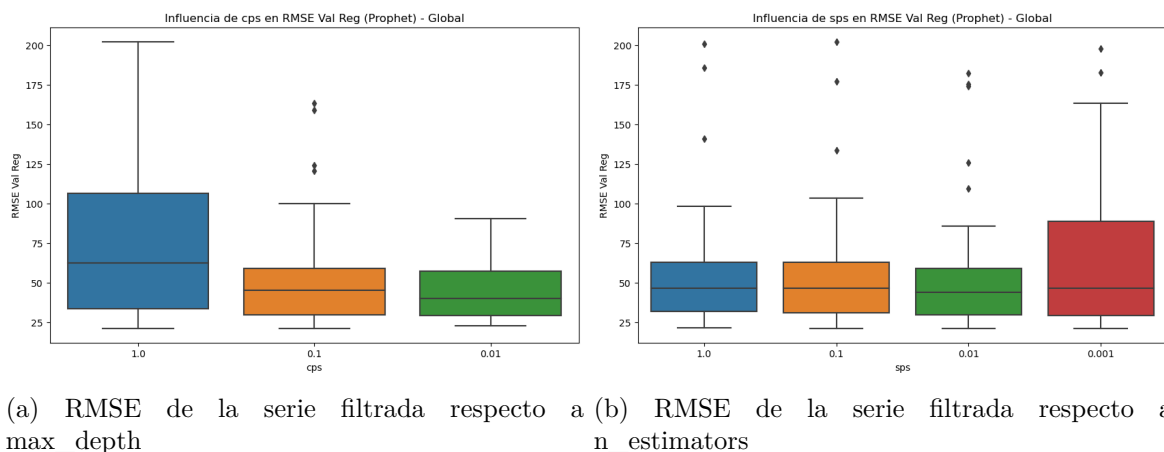 Influencia de cps en RMSE Val Reg (Prophet) - Global
200
175
150
125
100
75
50
25
RMSE Val Reg
1.0 0.1 0.01
cps
Influencia de sps en RMSE Val Reg (Prophet) - Global
200
175
150
125
100
75
50
25
RMSE Val Reg
1.0 0.1 0.01 0.001
sps
(a) RMSE de la serie filtrada respecto a
max depth
(b) RMSE de la serie filtrada respecto a
n estimators